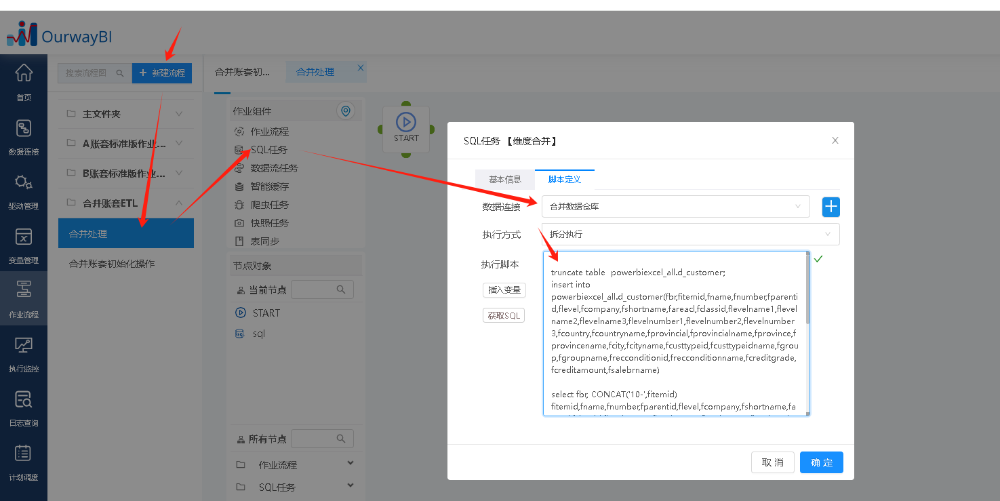 OurwayBI
搜索流程图
+ 新建流程
合并账套初...
合并处理
首页
数据连接
驱动管理
变量管理
作业流程
执行监控
日志查询
计划调度
主文件夹
A账套标准版作业...
B账套标准版作业...
合并账套ETL
合并处理
合并账套初始化操作
作业组件
作业流程
SQL任务
数据流任务
智能缓存
爬虫任务
快照任务
表同步
节点对象
当前节点
START
sql
所有节点
作业流程
SQL任务
START
SQL任务 【维度合并】
基本信息
脚本定义
数据连接
合并数据仓库
执行方式
拆分执行
执行脚本
插入变量
获取SQL
truncate table powerbiexcel_all.d_customer;
insert into
powerbiexcel_all.d_customer(fbr,fitemid,fname,fnumber,fparenti
d,flevel,fcompany,fshortname,fareacl,fclassid,flevelname1,flevel
name2,flevelname3,flevelnumber1,flevelnumber2,flevelnumber
3,fcountry,fcountryname,fprovincial,fprovincialname,fprovince,f
provincename,fcity,fcityname,fcusttypeid,fcusttypeidname,fgrou
p,fgroupname,frecconditionid,frecconditionname,fcreditgrade,
fcreditamount,fsalebrname)
select fbr, CONCAT('10-',fitemid)
fitemid,fname,fnumber,fparentid,flevel,fcompany,fshortname,fa
取 消
确 定